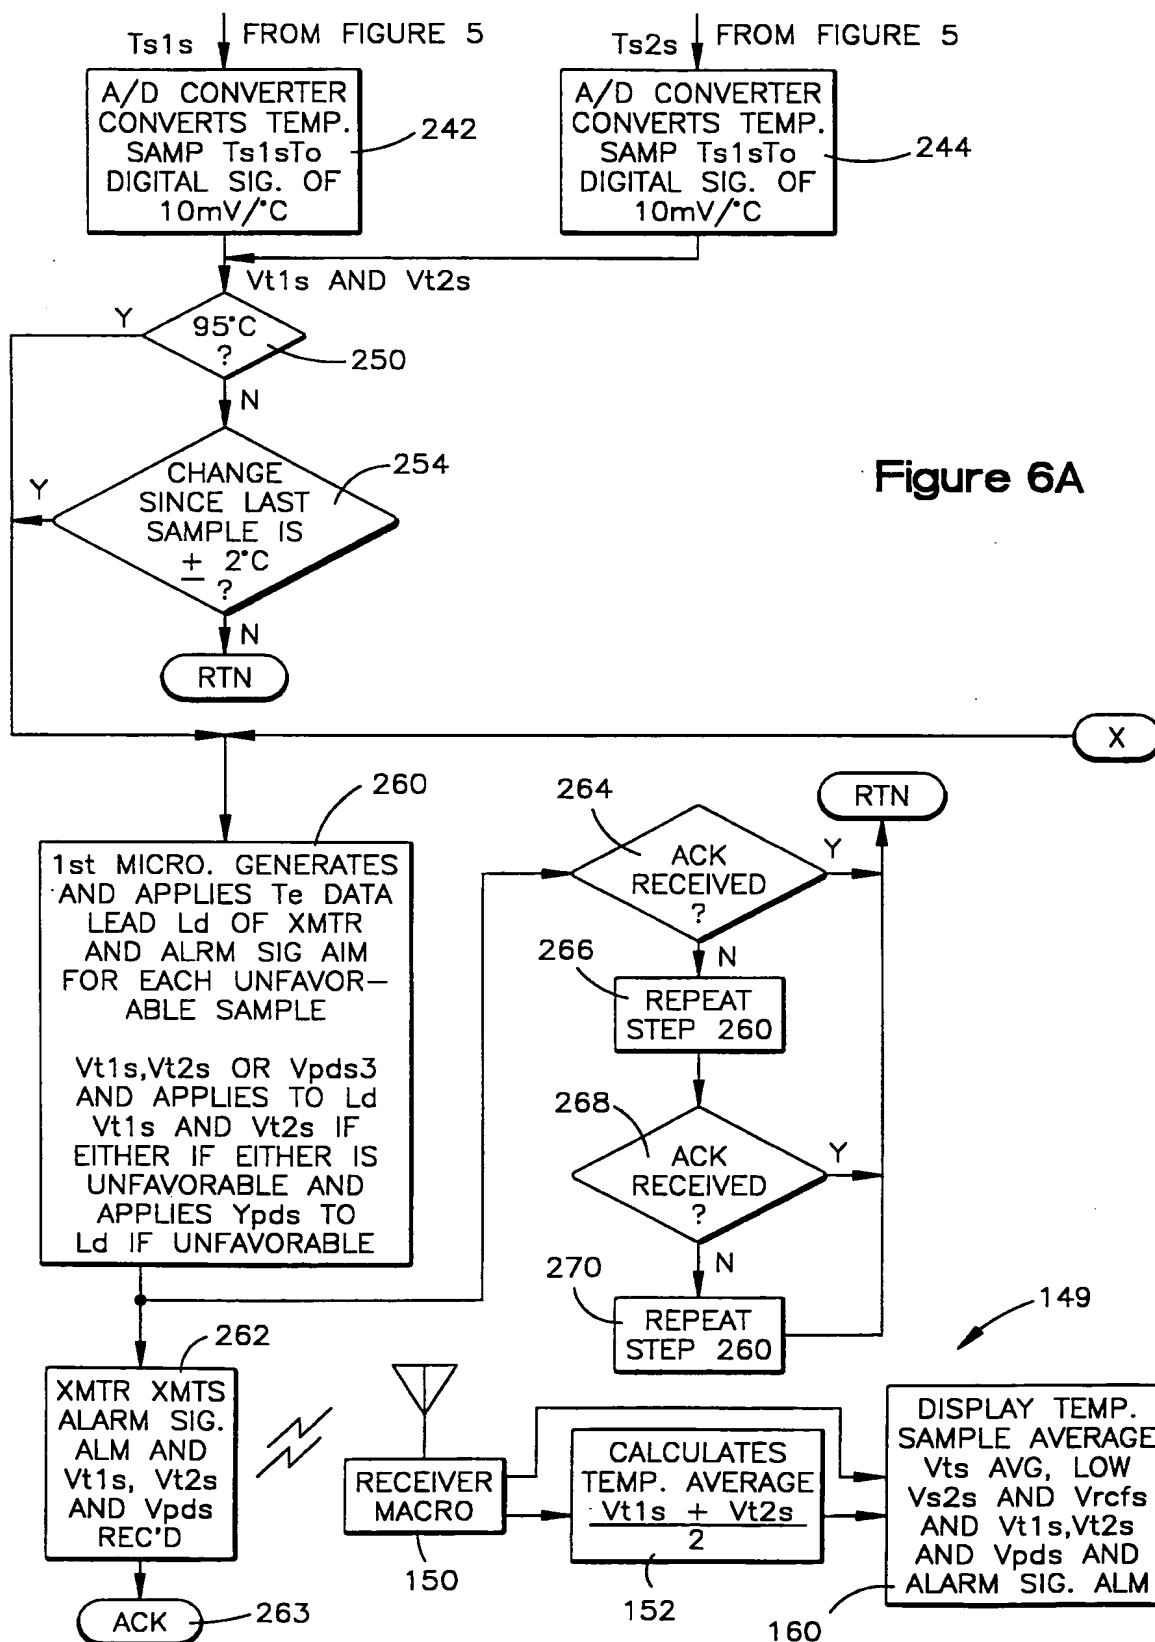 Ts1s FROM FIGURE 5
Ts2s FROM FIGURE 5
A/D CONVERTER
CONVERTS TEMP.
SAMP Ts1sTo
DIGITAL SIG. OF
10mV/°C
242
A/D CONVERTER
CONVERTS TEMP.
SAMP Ts1sTo
DIGITAL SIG. OF
10mV/°C
244
Vt1s AND Vt2s
Y
95°C
?
250
N
Y
CHANGE
SINCE LAST
SAMPLE IS
± 2°C
?
254
N
RTN
Figure 6A
X
260
1st MICRO. GENERATES
AND APPLIES Te DATA
LEAD Ld OF XMTR
AND ALRM SIG AIM
FOR EACH UNFAVOR-
ABLE SAMPLE
Vt1s,Vt2s OR Vpds3
AND APPLIES TO Ld
Vt1s AND Vt2s IF
EITHER IF EITHER IS
UNFAVORABLE AND
APPLIES Ypds TO
Ld IF UNFAVORABLE
264
ACK
RECEIVED
?
Y
RTN
N
266
REPEAT
STEP 260
268
ACK
RECEIVED
?
Y
N
270
REPEAT
STEP 260
149
262
XMTR XMTS
ALARM SIG.
ALM AND
Vt1s, Vt2s
AND Vpds
REC'D
ACK
263
RECEIVER
MACRO
150
CALCULATES
TEMP. AVERAGE
Vt1s + Vt2s
2
152
DISPLAY TEMP.
SAMPLE AVERAGE
Vts AVG, LOW
Vs2s AND Vrcfs
AND Vt1s,Vt2s
AND Vpds AND
ALARM SIG. ALM
160